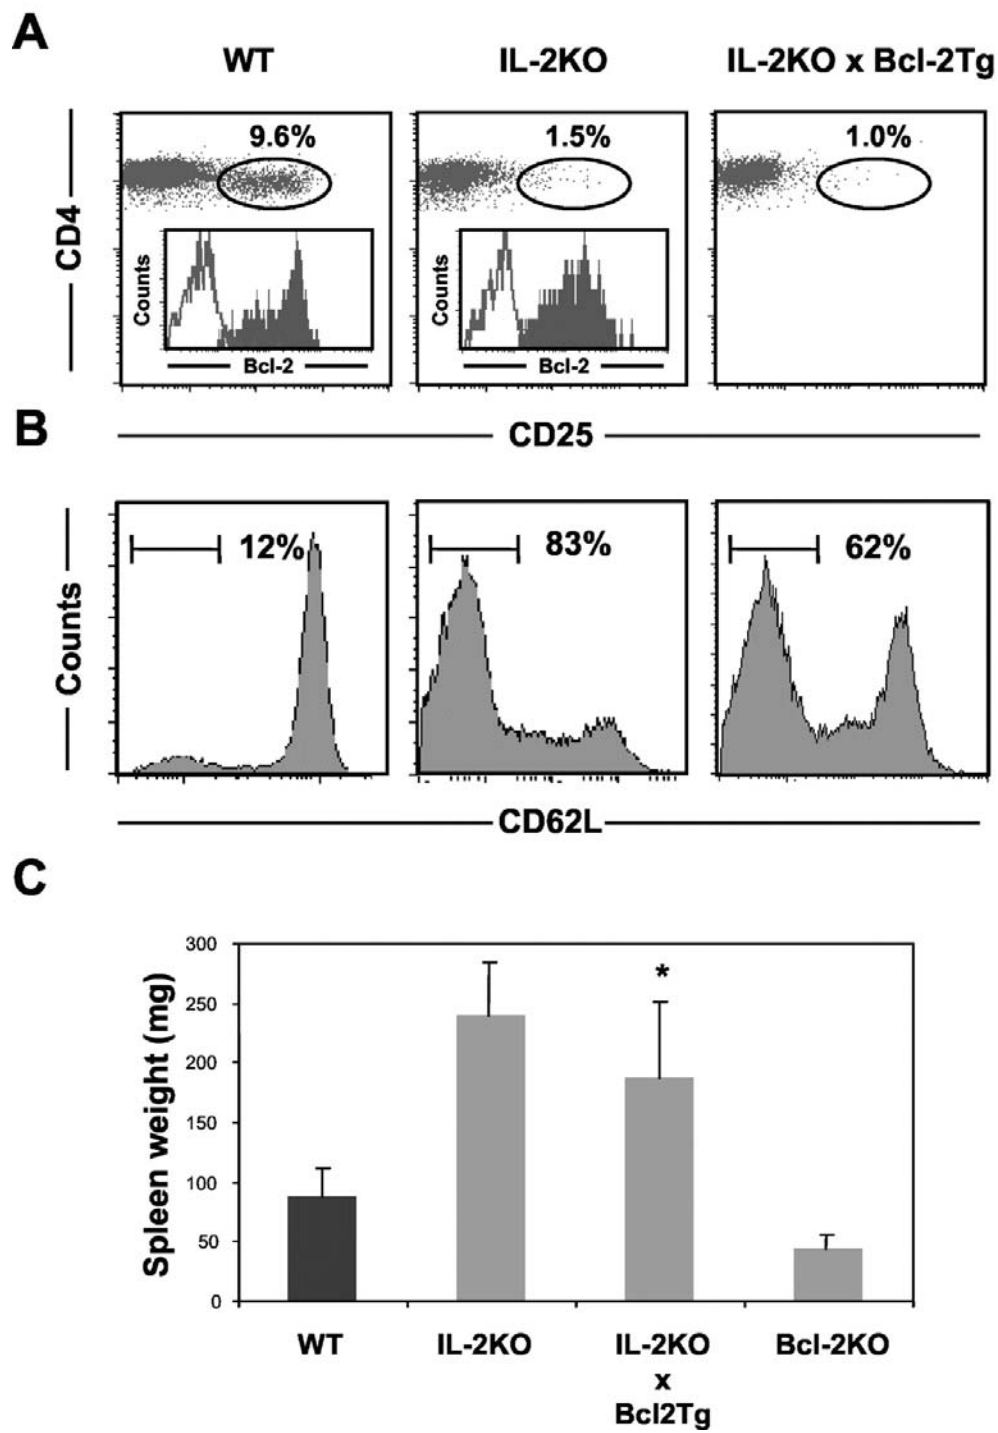 A
WT
IL-2KO
IL-2KO x Bcl-2Tg
CD4
9.6%
1.5%
1.0%
Counts
Bcl-2
Counts
Bcl-2
CD25
B
Counts
12%
83%
62%
CD62L
C
Spleen weight (mg)
300
250
200
150
100
50
0
*
WT
IL-2KO
IL-2KO
x
Bcl2Tg
Bcl-2KO